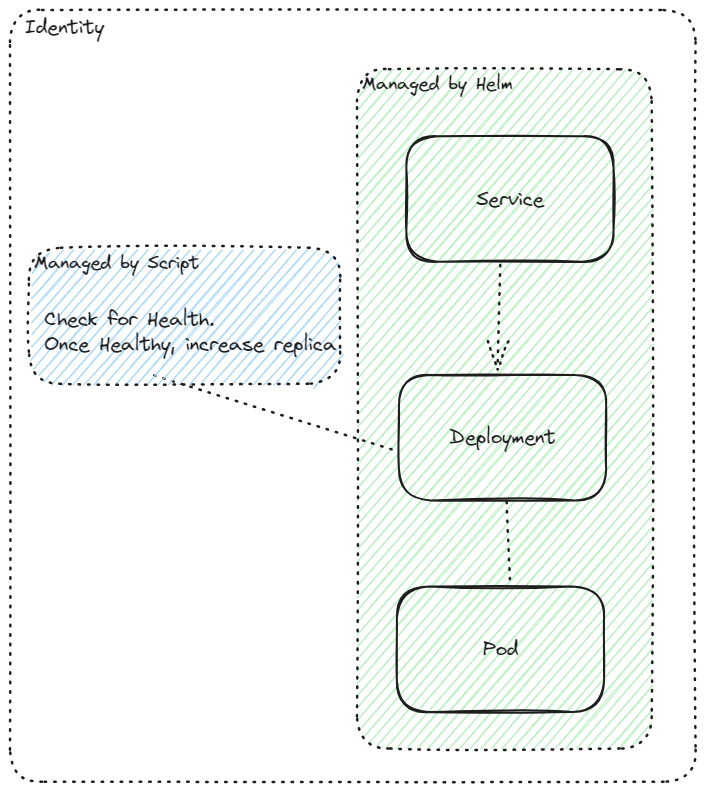 Identity
Managed by Helm
Service
Managed by Script
Check for Health.
Once Healthy, increase replica
Deployment
Pod